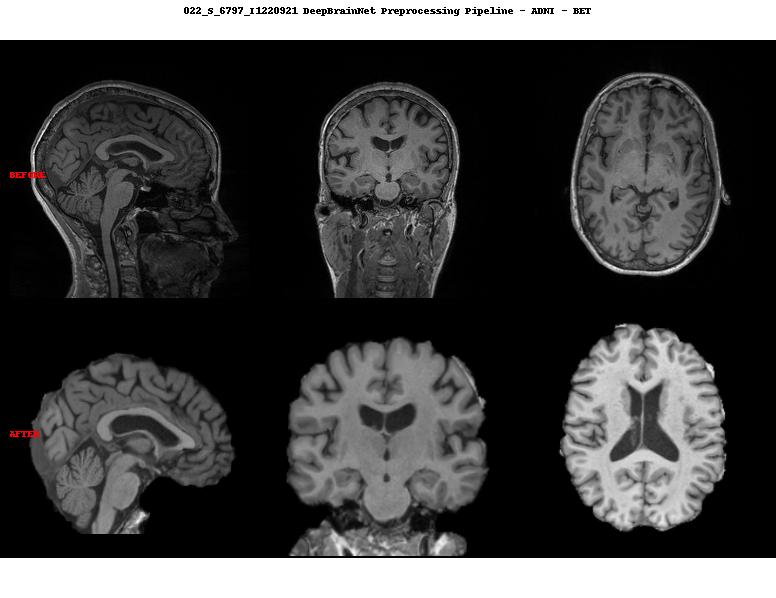 022_S_6797_I1220921 DeepBrainNet Preprocessing Pipeline - ADNI - BET
BEFORE
AFTER